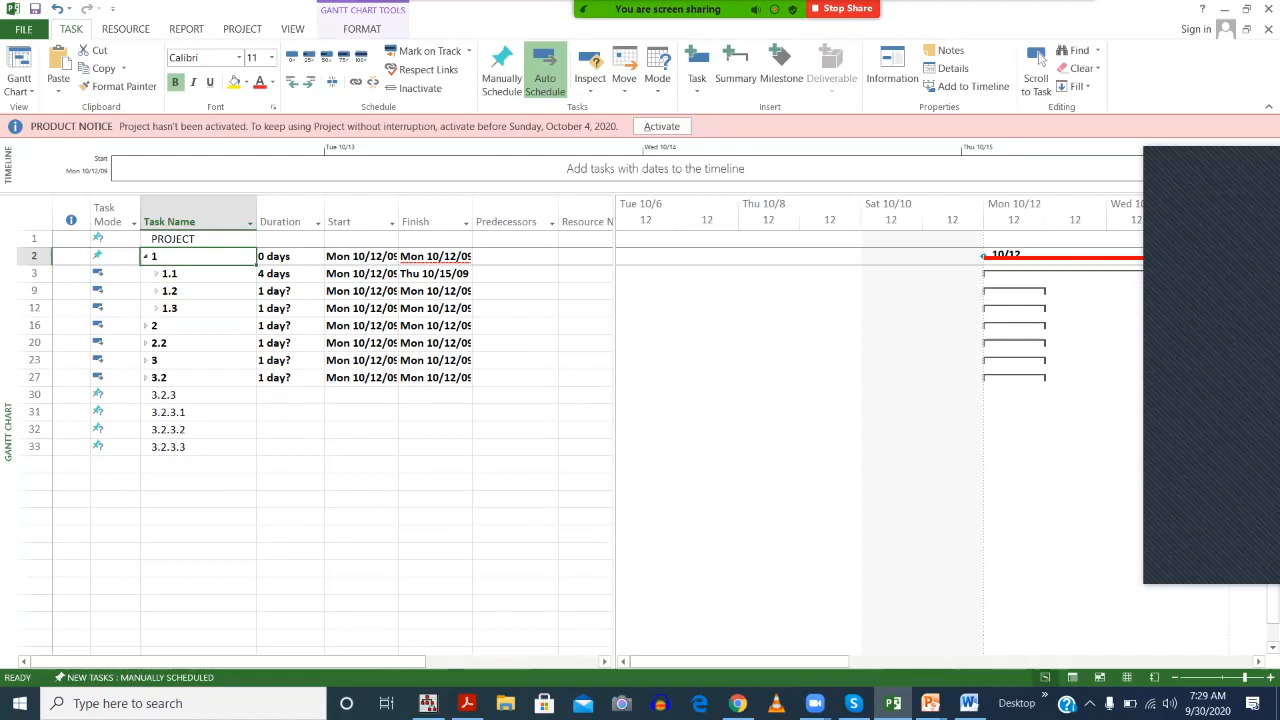 GANTT CHART TOOLS
You are screen sharing
Stop Share
FILE TASK RESOURCE REPORT PROJECT VIEW FORMAT
Sign in
Gantt Chart
View
Paste
Cut
Copy
Format Painter
Clipboard
Calibri 11
B I U A
Font
0% 25% 50% 75% 100%
Mark on Track
Respect Links
Inactivate
Schedule
Manually Schedule
Auto Schedule
Inspect
Move
Mode
Tasks
Task
Summary
Milestone
Deliverable
Insert
Information
Notes
Details
Add to Timeline
Properties
Scroll to Task
Find
Clear
Fill
Editing
PRODUCT NOTICE Project hasn't been activated. To keep using Project without interruption, activate before Sunday, October 4, 2020. Activate
TIMELINE
Tue 10/13 Wed 10/14 Thu 10/15
Start
Mon 10/12/09
Add tasks with dates to the timeline
GANTT CHART
Task Mode Task Name Duration Start Finish Predecessors Resource N
Tue 10/6 Thu 10/8 Sat 10/10 Mon 10/12 Wed 10
12 12 12 12 12 12 12 12 12
1 PROJECT
2 1 0 days Mon 10/12/09 Mon 10/12/09 10/12
3 1.1 4 days Mon 10/12/09 Thu 10/15/09
9 1.2 1 day? Mon 10/12/09 Mon 10/12/09
12 1.3 1 day? Mon 10/12/09 Mon 10/12/09
16 2 1 day? Mon 10/12/09 Mon 10/12/09
20 2.2 1 day? Mon 10/12/09 Mon 10/12/09
23 3 1 day? Mon 10/12/09 Mon 10/12/09
27 3.2 1 day? Mon 10/12/09 Mon 10/12/09
30 3.2.3
31 3.2.3.1
32 3.2.3.2
33 3.2.3.3
READY NEW TASKS : MANUALLY SCHEDULED
Type here to search
Desktop
7:29 AM
9/30/2020